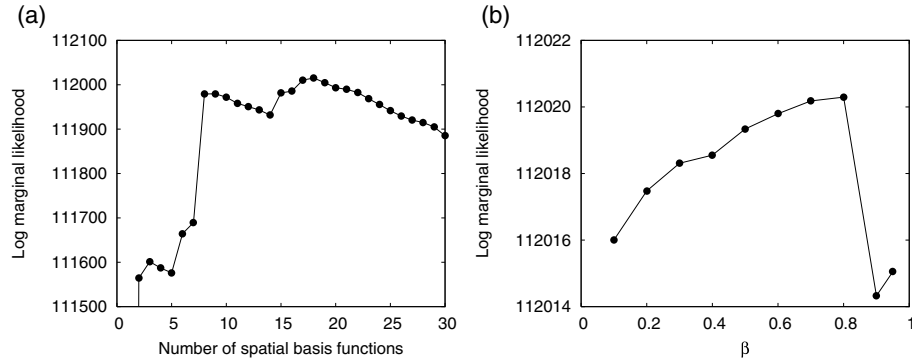 (a)
112100
112000
111900
111800
111700
111600
111500
Log marginal likelihood
0 5 10 15 20 25 30
Number of spatial basis functions
(b)
112022
112020
112018
112016
112014
Log marginal likelihood
0 0.2 0.4 0.6 0.8 1
β